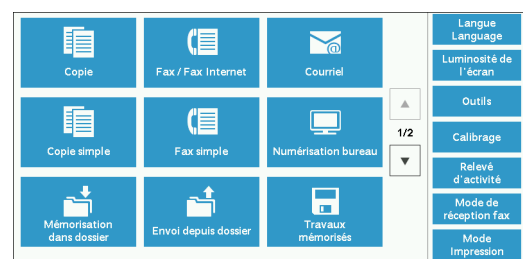 Copie
Fax / Fax Internet
Courriel
@
Copie simple
Fax simple
Numérisation bureau
Mémorisation
dans dossier
Envoi depuis dossier
Travaux
mémorisés
1/2
Langue
Language
Luminosité de
l'écran
Outils
Calibrage
Relevé
d'activité
Mode de
réception fax
Mode
Impression